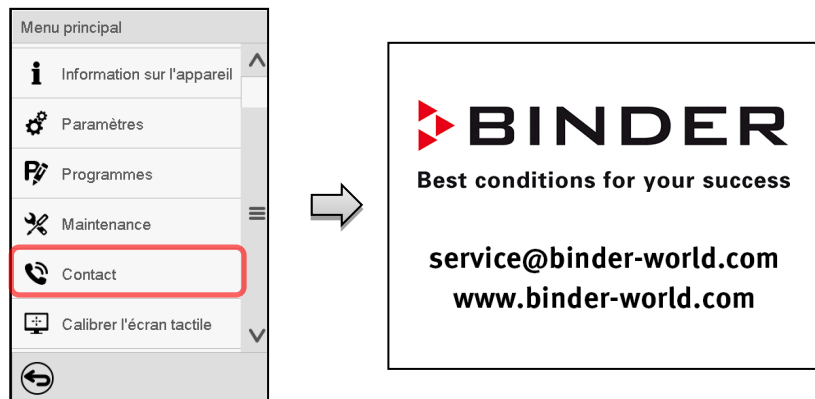 Menu principal
Information sur l'appareil
Paramètres
Programmes
Maintenance
Contact
Calibrer l'écran tactile
BINDER
Best conditions for your success
service@binder-world.com
www.binder-world.com